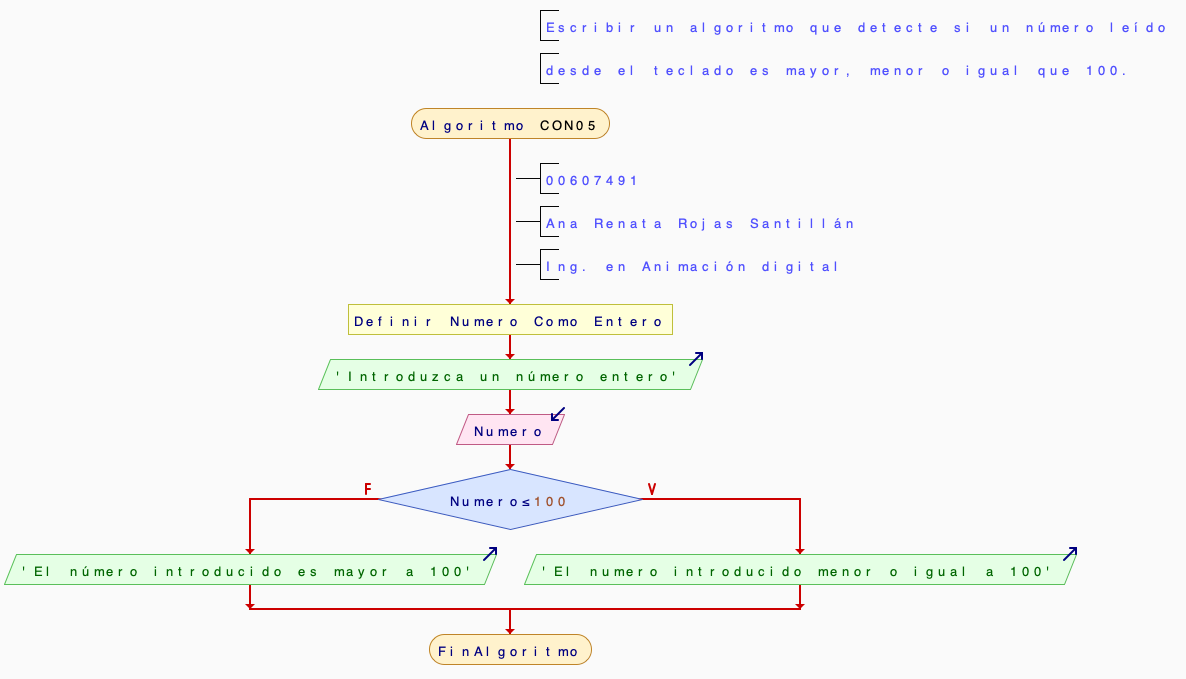 Escribir un algoritmo que detecte si un número leído
desde el teclado es mayor, menor o igual que 100.
Algoritmo CON05
00607491
Ana Renata Rojas Santillán
Ing. en Animación digital
Definir Numero Como Entero
'Introduzca un número entero'
Numero
F
Numero≤100
V
'El número introducido es mayor a 100'
'El numero introducido menor o igual a 100'
FinAlgoritmo